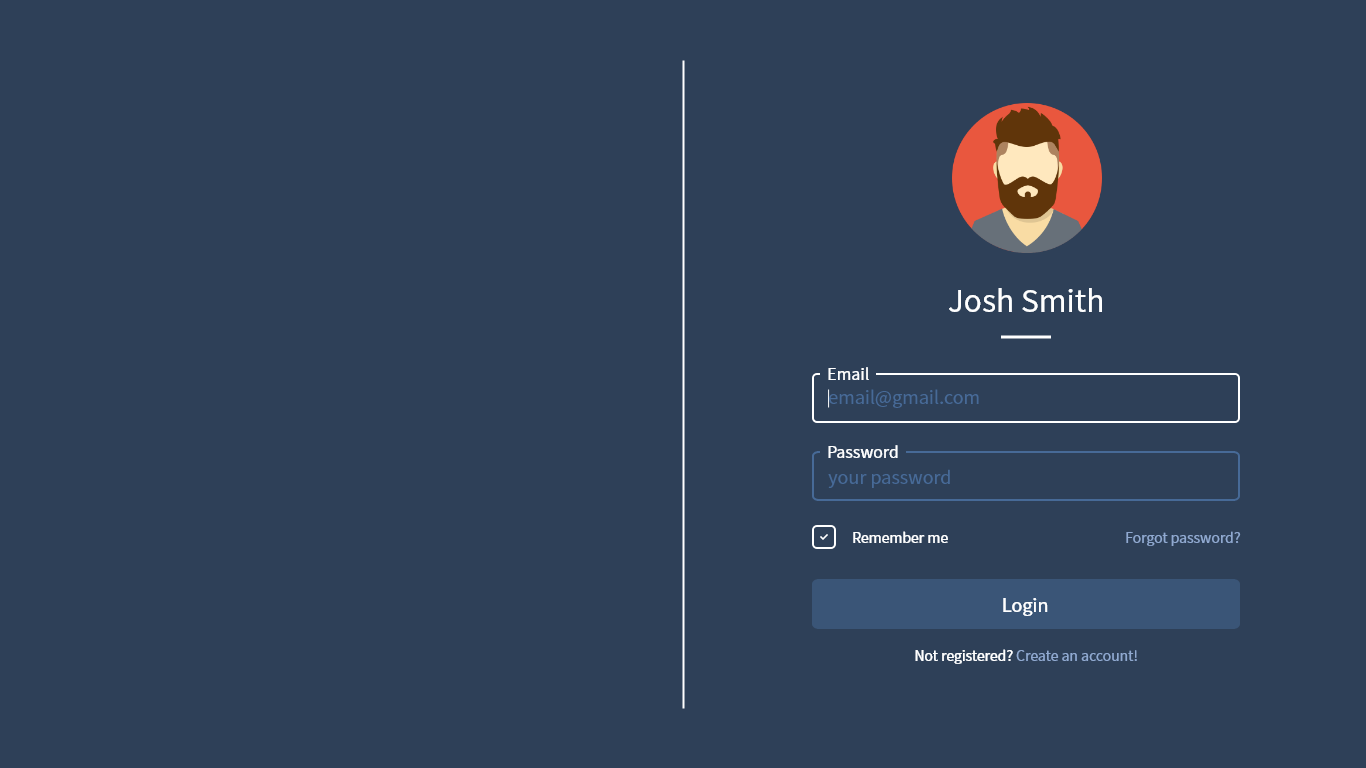 Josh Smith
Email
email@gmail.com
Password
your password
Remember me
Forgot password?
Login
Not registered? Create an account!